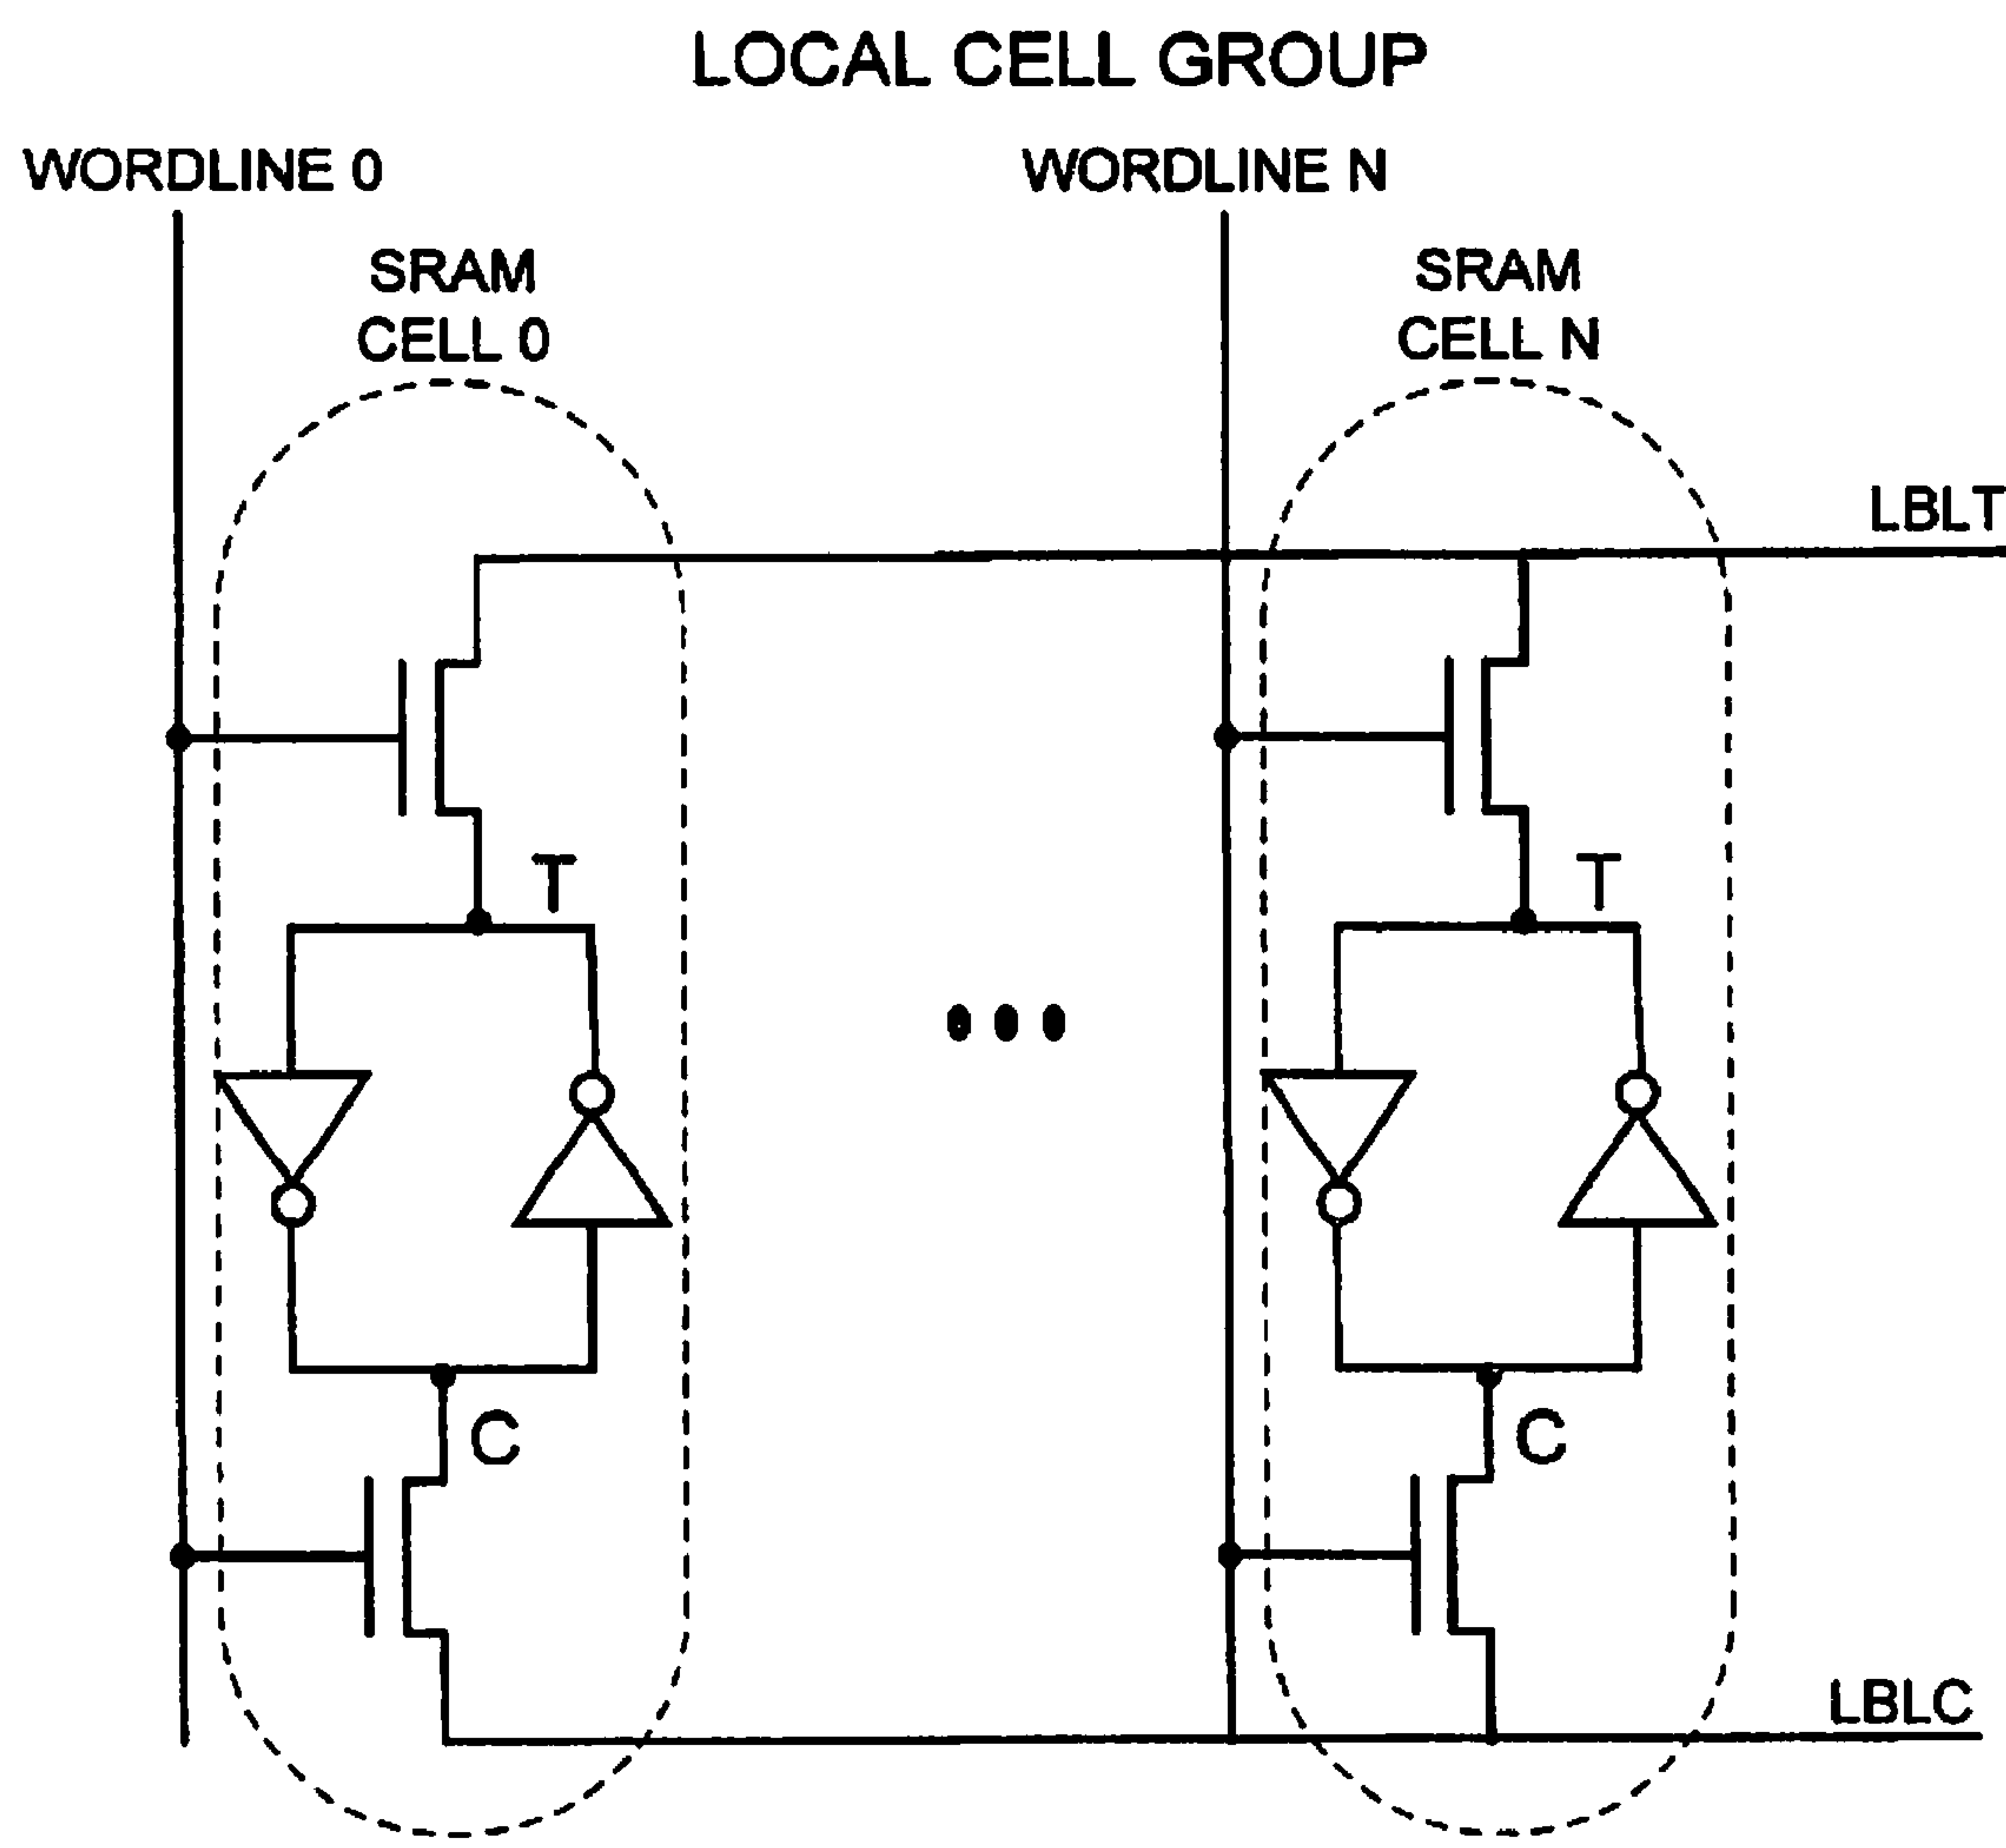 LOCAL CELL GROUP
WORDLINE 0
WORDLINE N
SRAM
CELL 0
SRAM
CELL N
LBLT
T
T
C
C
LBLC